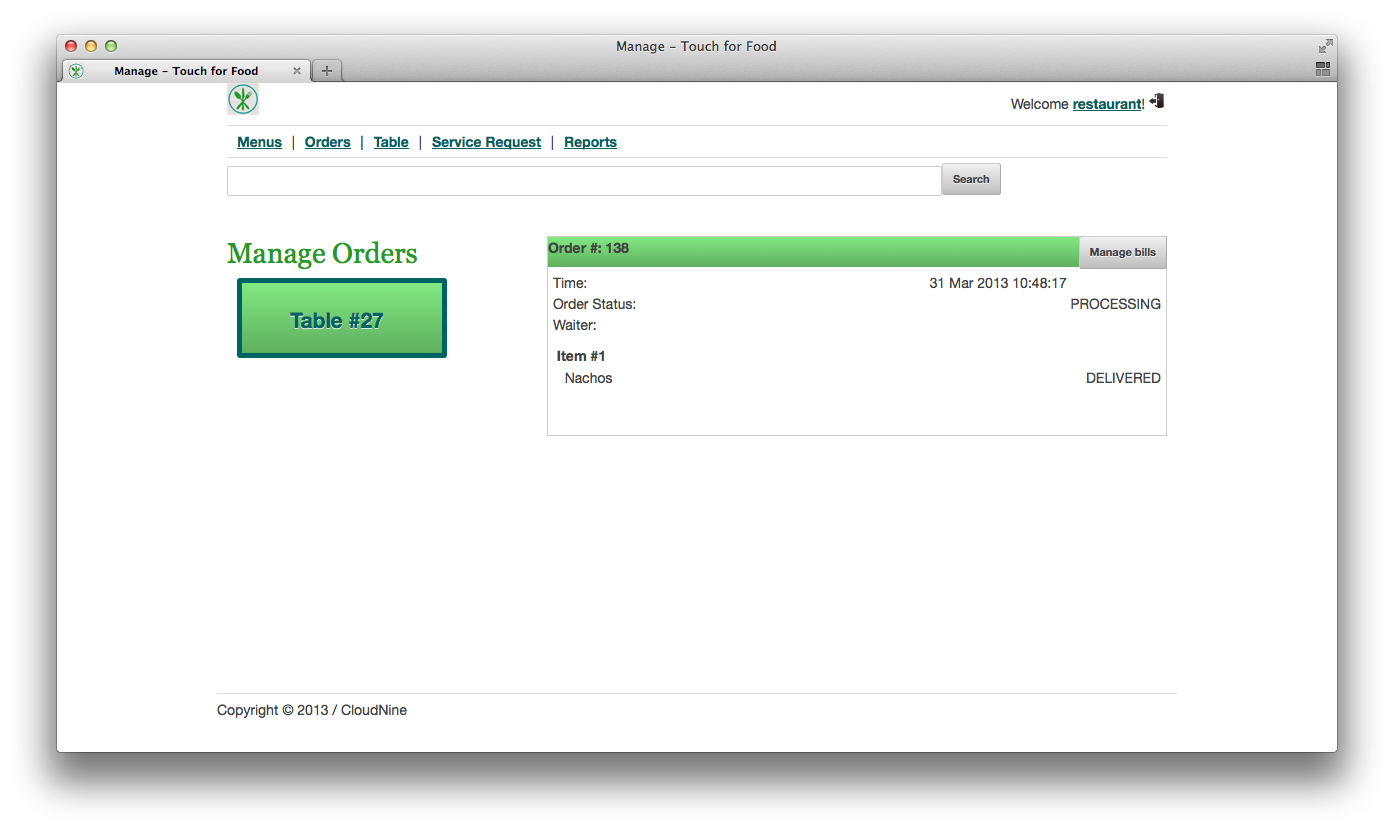 Manage – Touch for Food
Manage – Touch for Food
Welcome restaurant!
Menus | Orders | Table | Service Request | Reports
Search
Manage Orders
Table #27
Order #: 138
Manage bills
Time: 31 Mar 2013 10:48:17
Order Status: PROCESSING
Waiter:
Item #1
Nachos DELIVERED
Copyright © 2013 / CloudNine